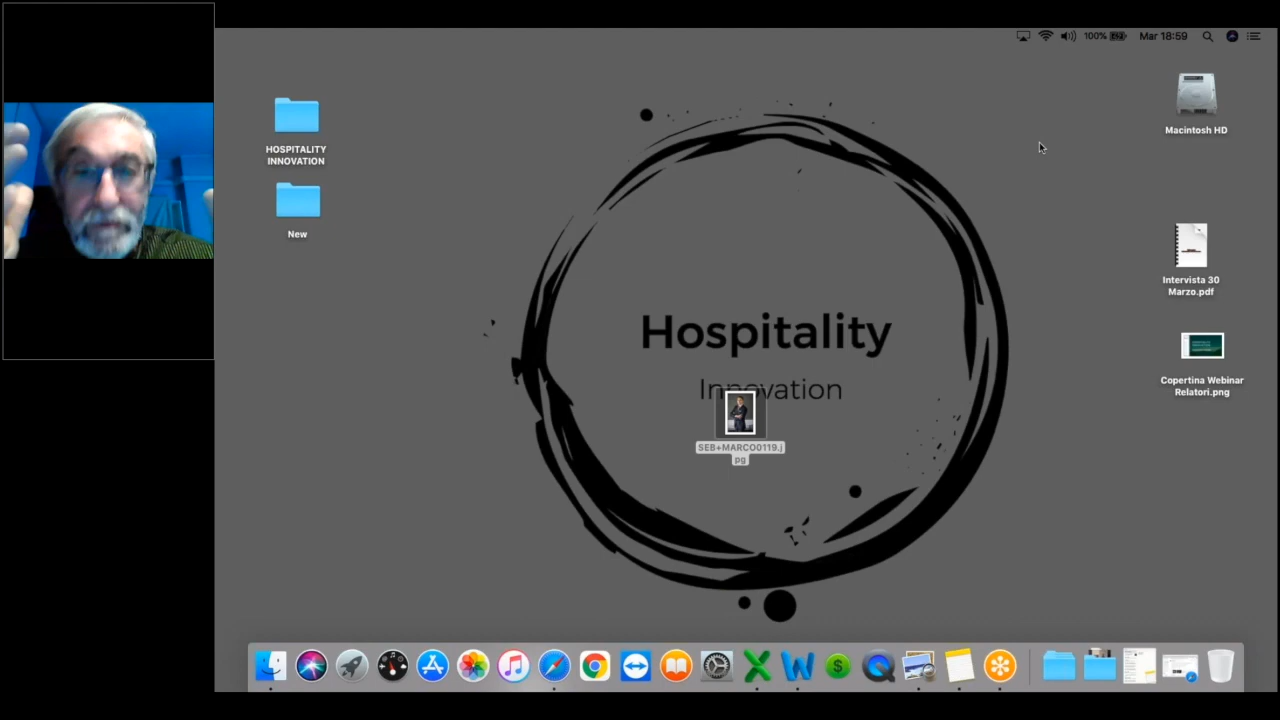 100%
Mar 18:59
HOSPITALITY
INNOVATION
New
Macintosh HD
Intervista 30
Marzo.pdf
Copertina Webinar
Relatori.png
Hospitality
Innovation
SEB+MARCO0119.j
pg